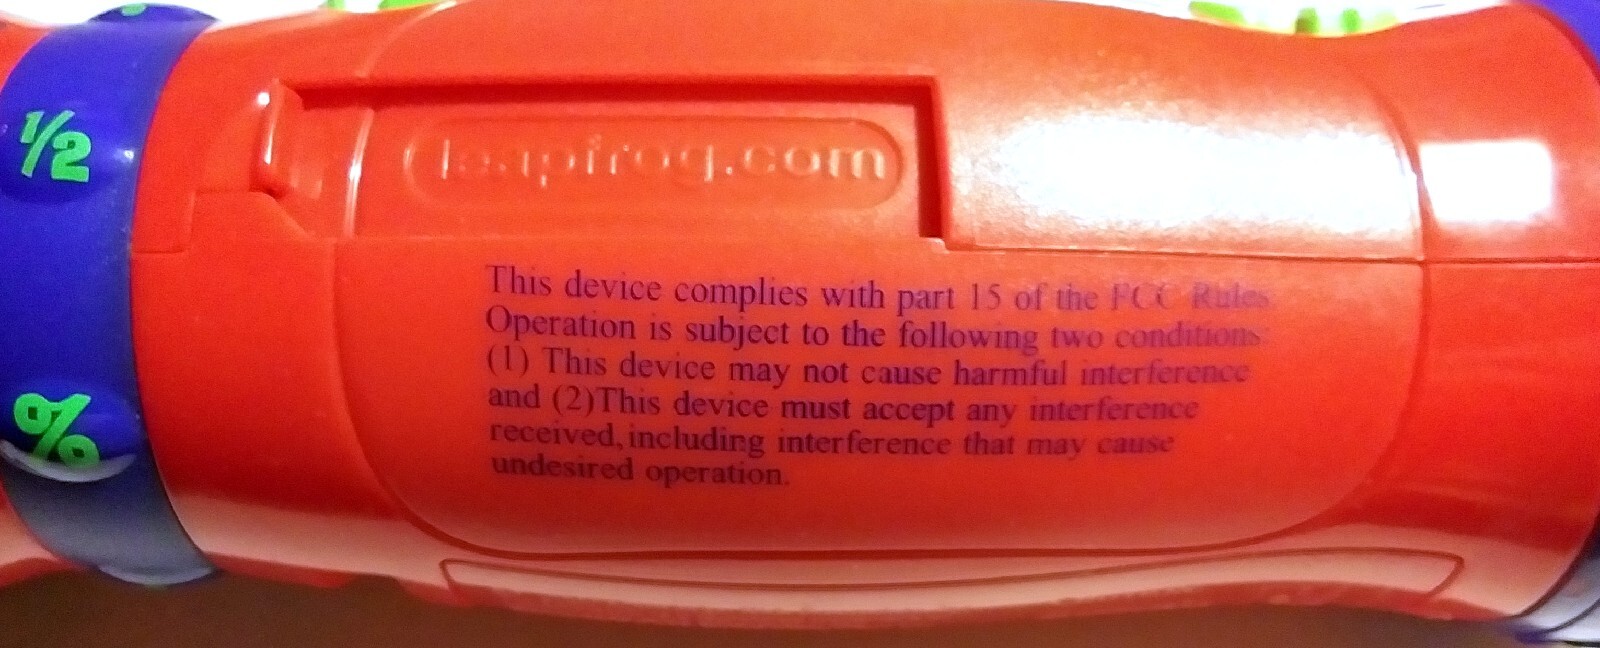 1/2
%
leapfrog.com
This device complies with part 15 of the FCC Rules.
Operation is subject to the following two conditions:
(1) This device may not cause harmful interference
and (2)This device must accept any interference
received, including interference that may cause
undesired operation.